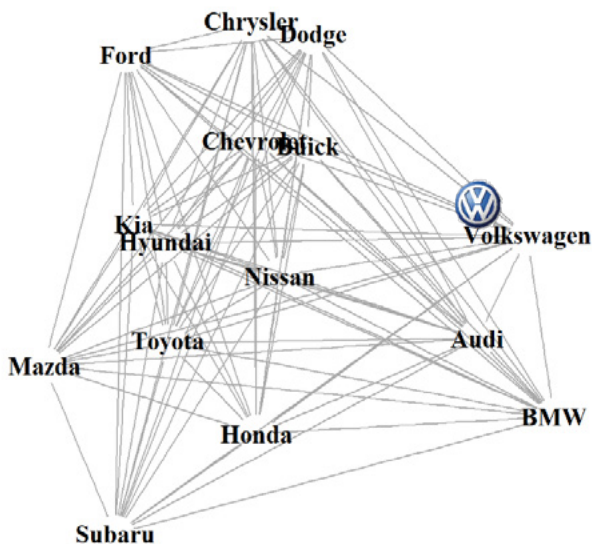 Chrysler
Dodge
Ford
Chevrolet
Buick
Kia
Hyundai
Volkswagen
Nissan
Toyota
Audi
Mazda
BMW
Honda
Subaru